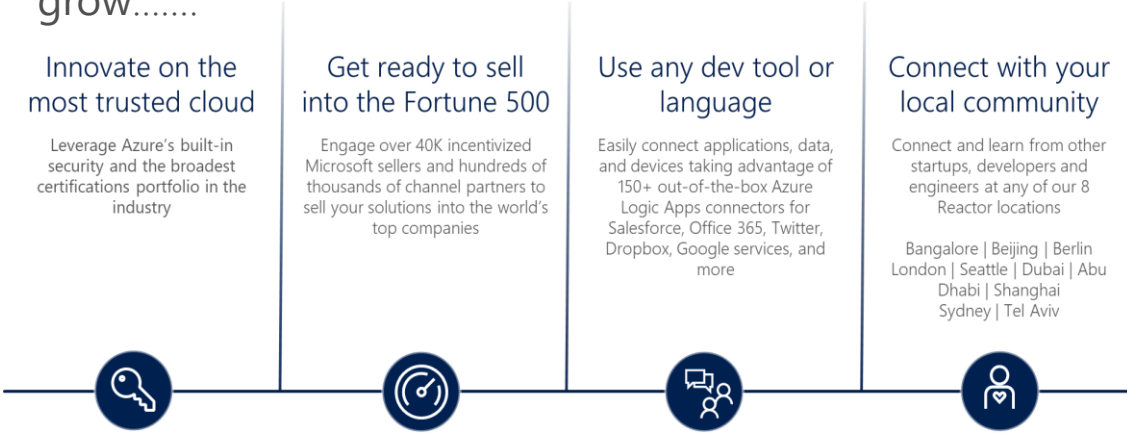 grow.......
Innovate on the
most trusted cloud
Leverage Azure's built-in
security and the broadest
certifications portfolio in the
industry
Get ready to sell
into the Fortune 500
Engage over 40K incentivized
Microsoft sellers and hundreds of
thousands of channel partners to
sell your solutions into the world's
top companies
Use any dev tool or
language
Easily connect applications, data,
and devices taking advantage of
150+ out-of-the-box Azure
Logic Apps connectors for
Salesforce, Office 365, Twitter,
Dropbox, Google services, and
more
Connect with your
local community
Connect and learn from other
startups, developers and
engineers at any of our 8
Reactor locations
Bangalore | Beijing | Berlin
London | Seattle | Dubai | Abu
Dhabi | Shanghai
Sydney | Tel Aviv